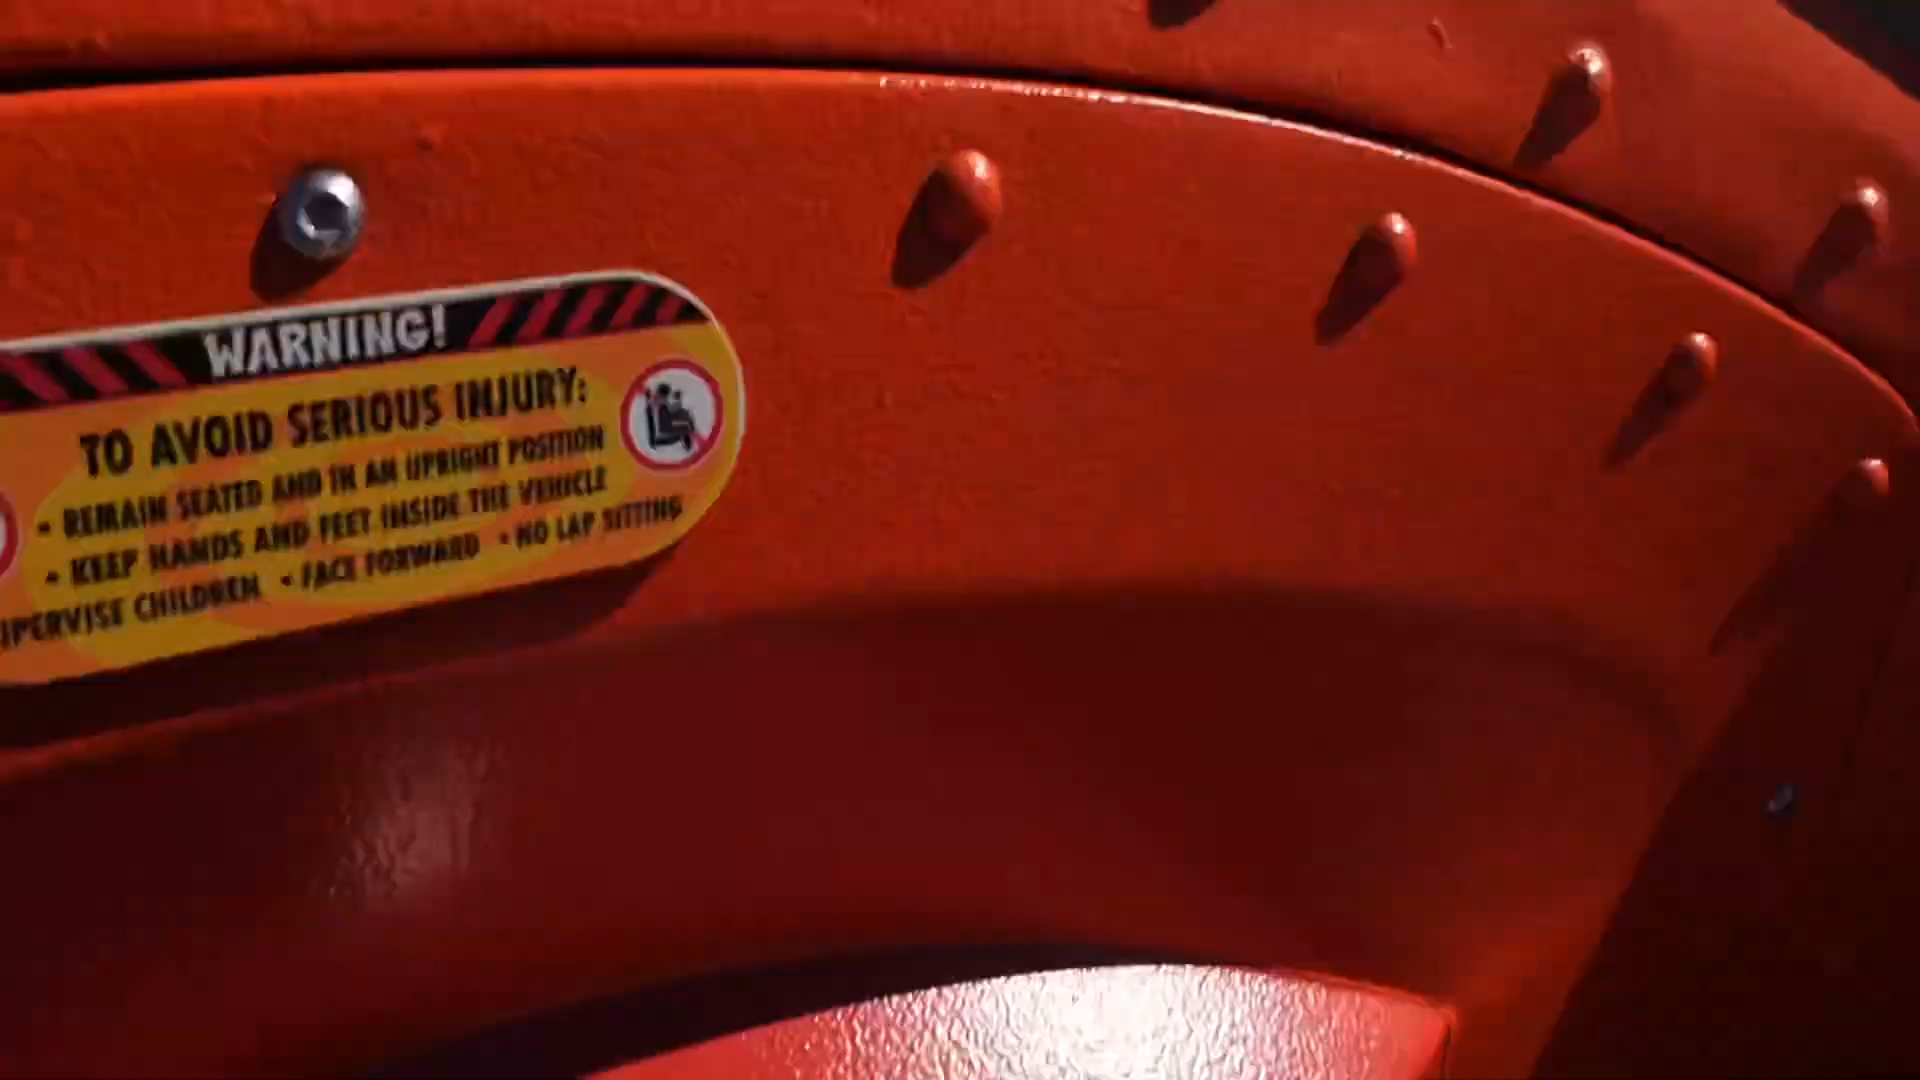 WARNING!
TO AVOID SERIOUS INJURY:
• REMAIN SEATED AND IN AN UPRIGHT POSITION
• KEEP HANDS AND FEET INSIDE THE VEHICLE
• FACE FORWARD • NO LAP SITTING
CHILDREN